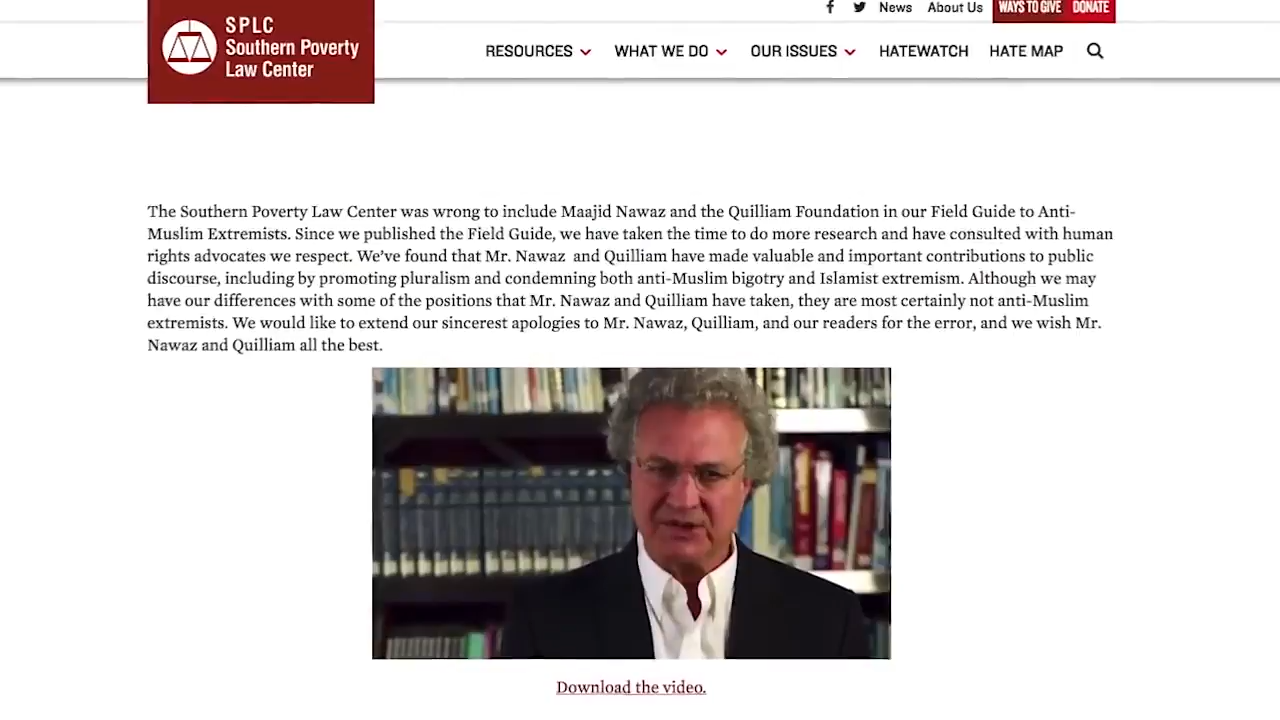 SPLC
Southern Poverty
Law Center
News About Us WAYS TO GIVE DONATE
RESOURCES WHAT WE DO OUR ISSUES HATEWATCH HATE MAP
The Southern Poverty Law Center was wrong to include Maajid Nawaz and the Quilliam Foundation in our Field Guide to Anti-
Muslim Extremists. Since we published the Field Guide, we have taken the time to do more research and have consulted with human
rights advocates we respect. We've found that Mr. Nawaz and Quilliam have made valuable and important contributions to public
discourse, including by promoting pluralism and condemning both anti-Muslim bigotry and Islamist extremism. Although we may
have our differences with some of the positions that Mr. Nawaz and Quilliam have taken, they are most certainly not anti-Muslim
extremists. We would like to extend our sincerest apologies to Mr. Nawaz, Quilliam, and our readers for the error, and we wish Mr.
Nawaz and Quilliam all the best.
Download the video.